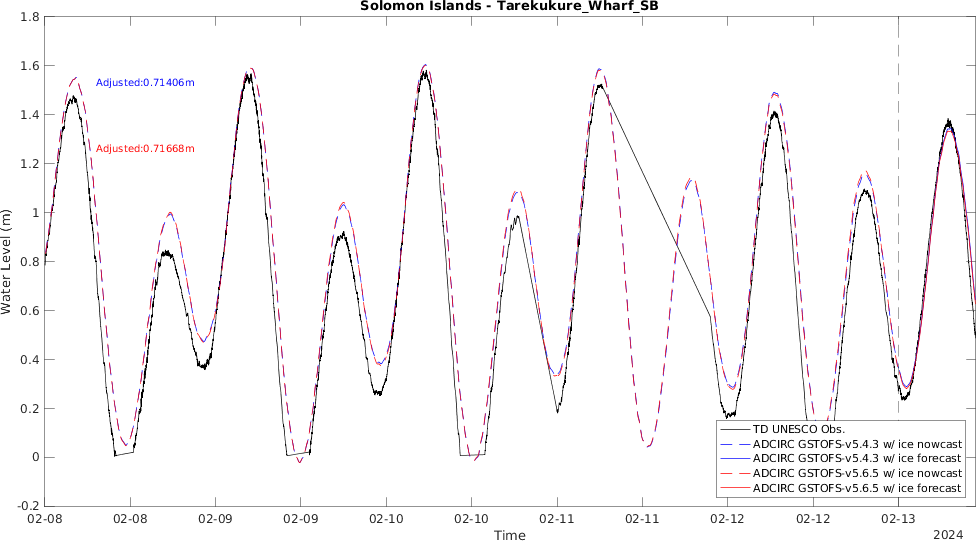 Solomon Islands - Tarekukure_Wharf_SB
1.8
1.6
1.4
1.2
1
0.8
0.6
0.4
0.2
0
-0.2
Water Level (m)
Adjusted:0.71406m
Adjusted:0.71668m
TD UNESCO Obs.
ADCIRC GSTOFS-v5.4.3 w/ ice nowcast
ADCIRC GSTOFS-v5.4.3 w/ ice forecast
ADCIRC GSTOFS-v5.6.5 w/ ice nowcast
ADCIRC GSTOFS-v5.6.5 w/ ice forecast
02-08 02-08 02-09 02-09 02-10 02-10 02-11 02-11 02-12 02-12 02-13
Time
2024